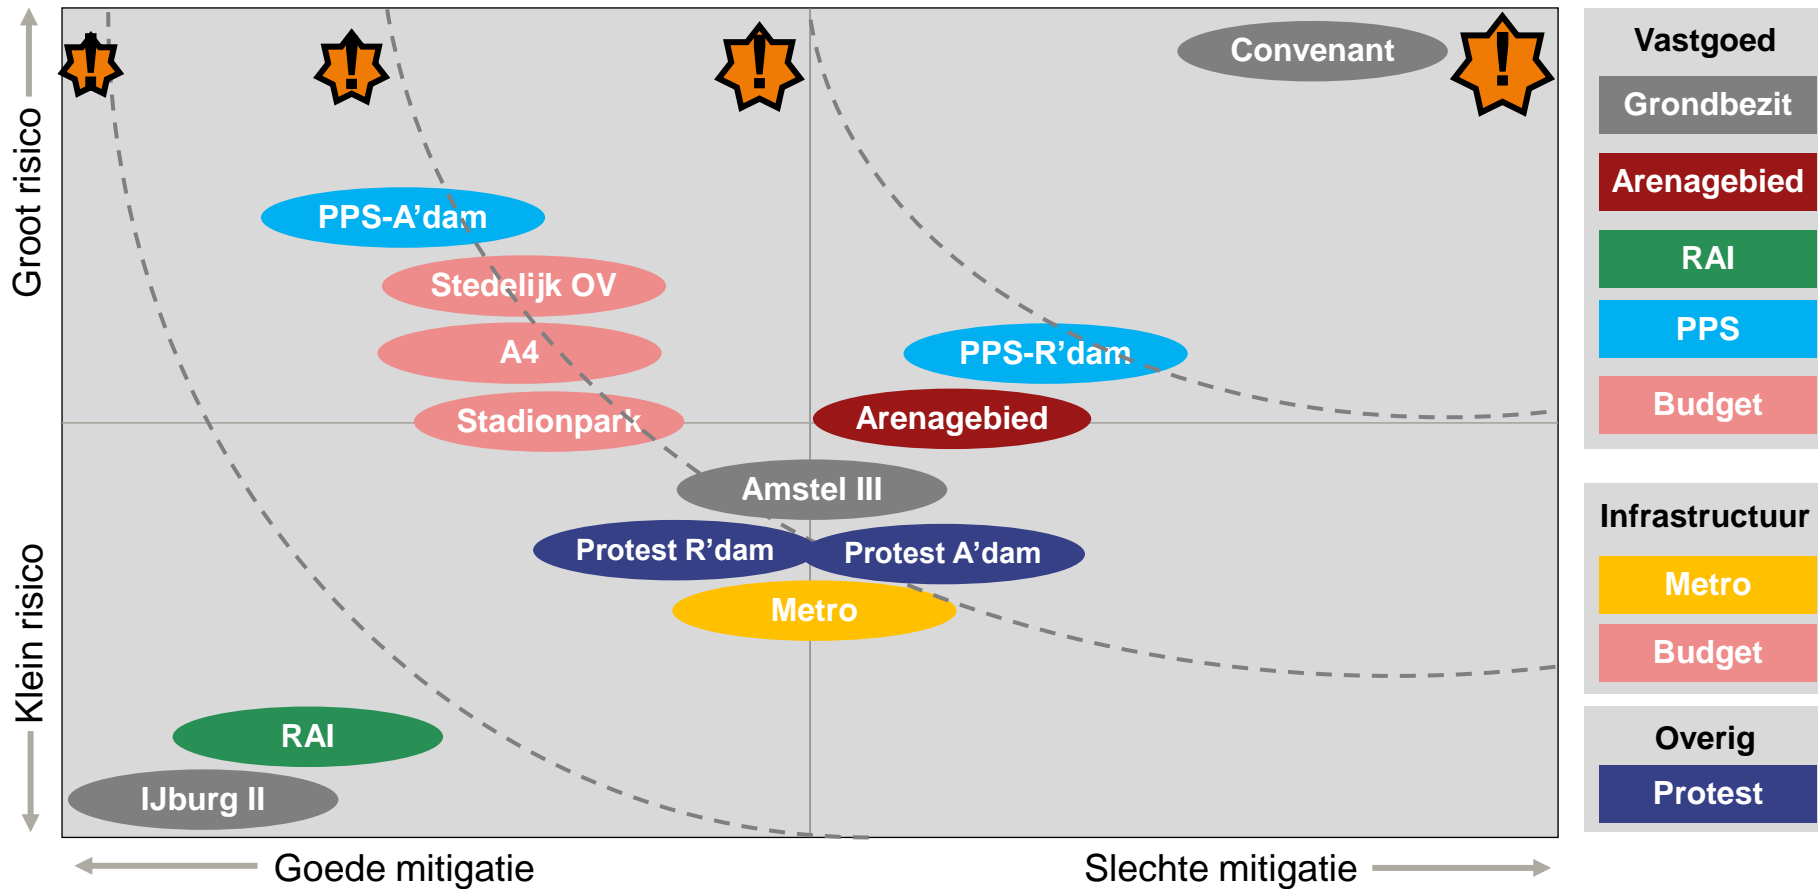 Groot risico
Klein risico
!
!
!
!
Convenant
PPS-A’dam
Stedelijk OV
A4
PPS-R’dam
Stadionpark
Arenagebied
Amstel III
Protest R’dam
Protest A’dam
Metro
RAI
IJburg II
Goede mitigatie
Slechte mitigatie
Vastgoed
Grondbezit
Arenagebied
RAI
PPS
Budget
Infrastructuur
Metro
Budget
Overig
Protest